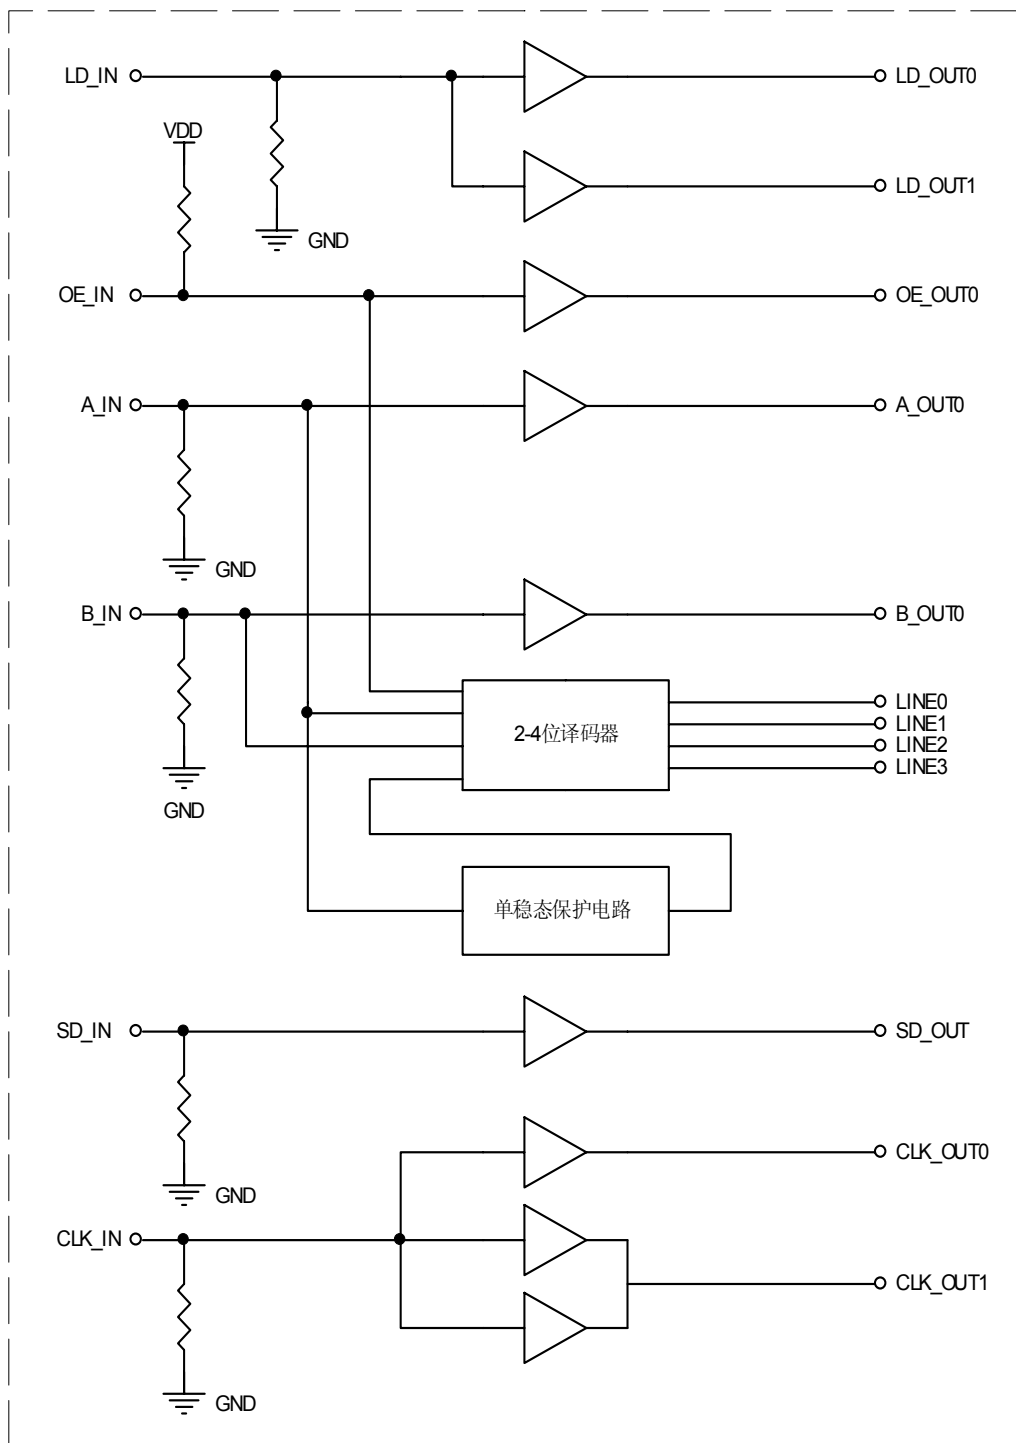 LD_IN
LD_OUT0
VDD
LD_OUT1
GND
OE_IN
OE_OUT0
A_IN
A_OUT0
GND
B_IN
B_OUT0
LINE0
2-4位译码器
LINE1
LINE2
LINE3
GND
单稳态保护电路
SD_IN
SD_OUT
CLK_OUT0
GND
CLK_IN
CLK_OUT1
GND